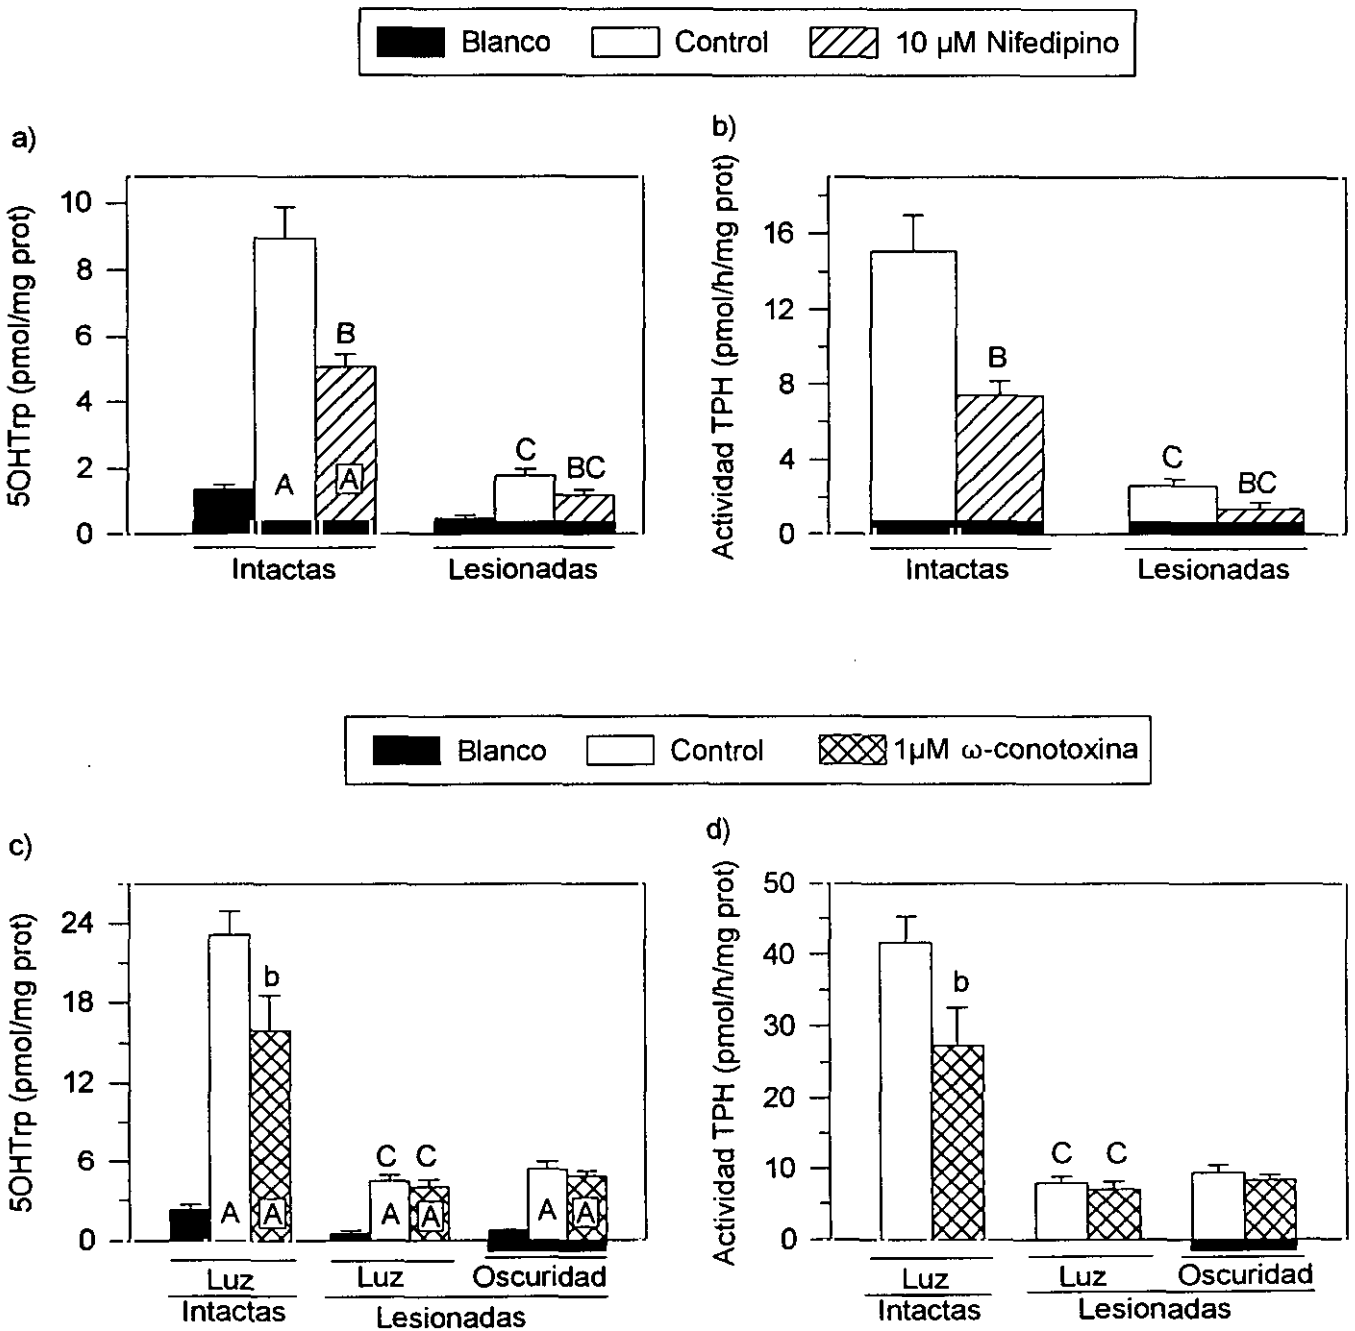 Blanco Control 10 µM Nifedipino
a)
5OHTrp (pmol/mg prot)
10
8
6
4
2
0
A
B
A
C
BC
Intactas Lesionadas
b)
Actividad TPH (pmol/h/mg prot)
16
12
8
4
0
B
C
BC
Intactas Lesionadas
Blanco Control 1µM ω-conotoxina
c)
5OHTrp (pmol/mg prot)
24
18
12
6
0
b
A A
C C
A A
A A
Luz Luz Oscuridad
Intactas Lesionadas
d)
Actividad TPH (pmol/h/mg prot)
50
40
30
20
10
0
b
C C
Luz Luz Oscuridad
Intactas Lesionadas